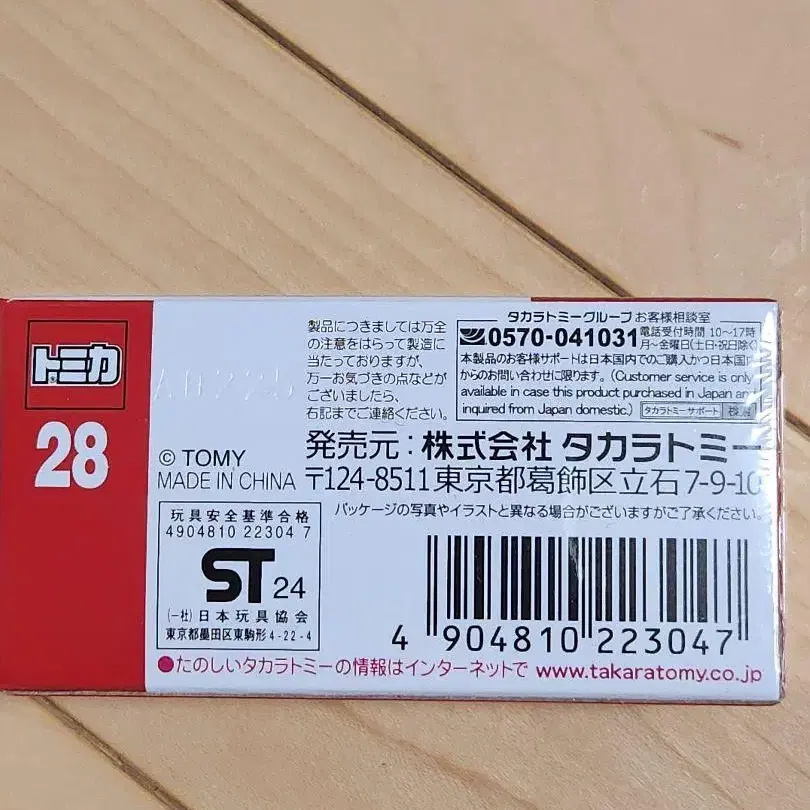 トミカ
28
製品につきましては万全
の注意をはらって製造に
当たっておりますが、
万一お気づきの点などが
ございましたら、
右記までご連絡ください。
タカラトミーグループ お客様相談室
0570-041031 電話受付時間 10〜17時
月〜金曜日(土・日・祝日除く)
本製品のお客様サポートは日本国内でのご購入かつ日本国内
からのお問い合わせに限ります。(Customer service is only
available in case this product purchased in Japan and
inquired from Japan domestic.) タカラトミーサポート 検索
© TOMY
MADE IN CHINA
発売元:株式会社 タカラトミー
〒124-8511 東京都葛飾区立石 7-9-10
パッケージの写真やイラストと異なる場合がございますがご了承ください。
玩具安全基準合格
4904810 22304 7
ST 24
(一社)日本玩具協会
東京都墨田区東駒形4-22-4
4 904810 223047
●たのしいタカラトミーの情報はインターネットで www.takaratomy.co.jp